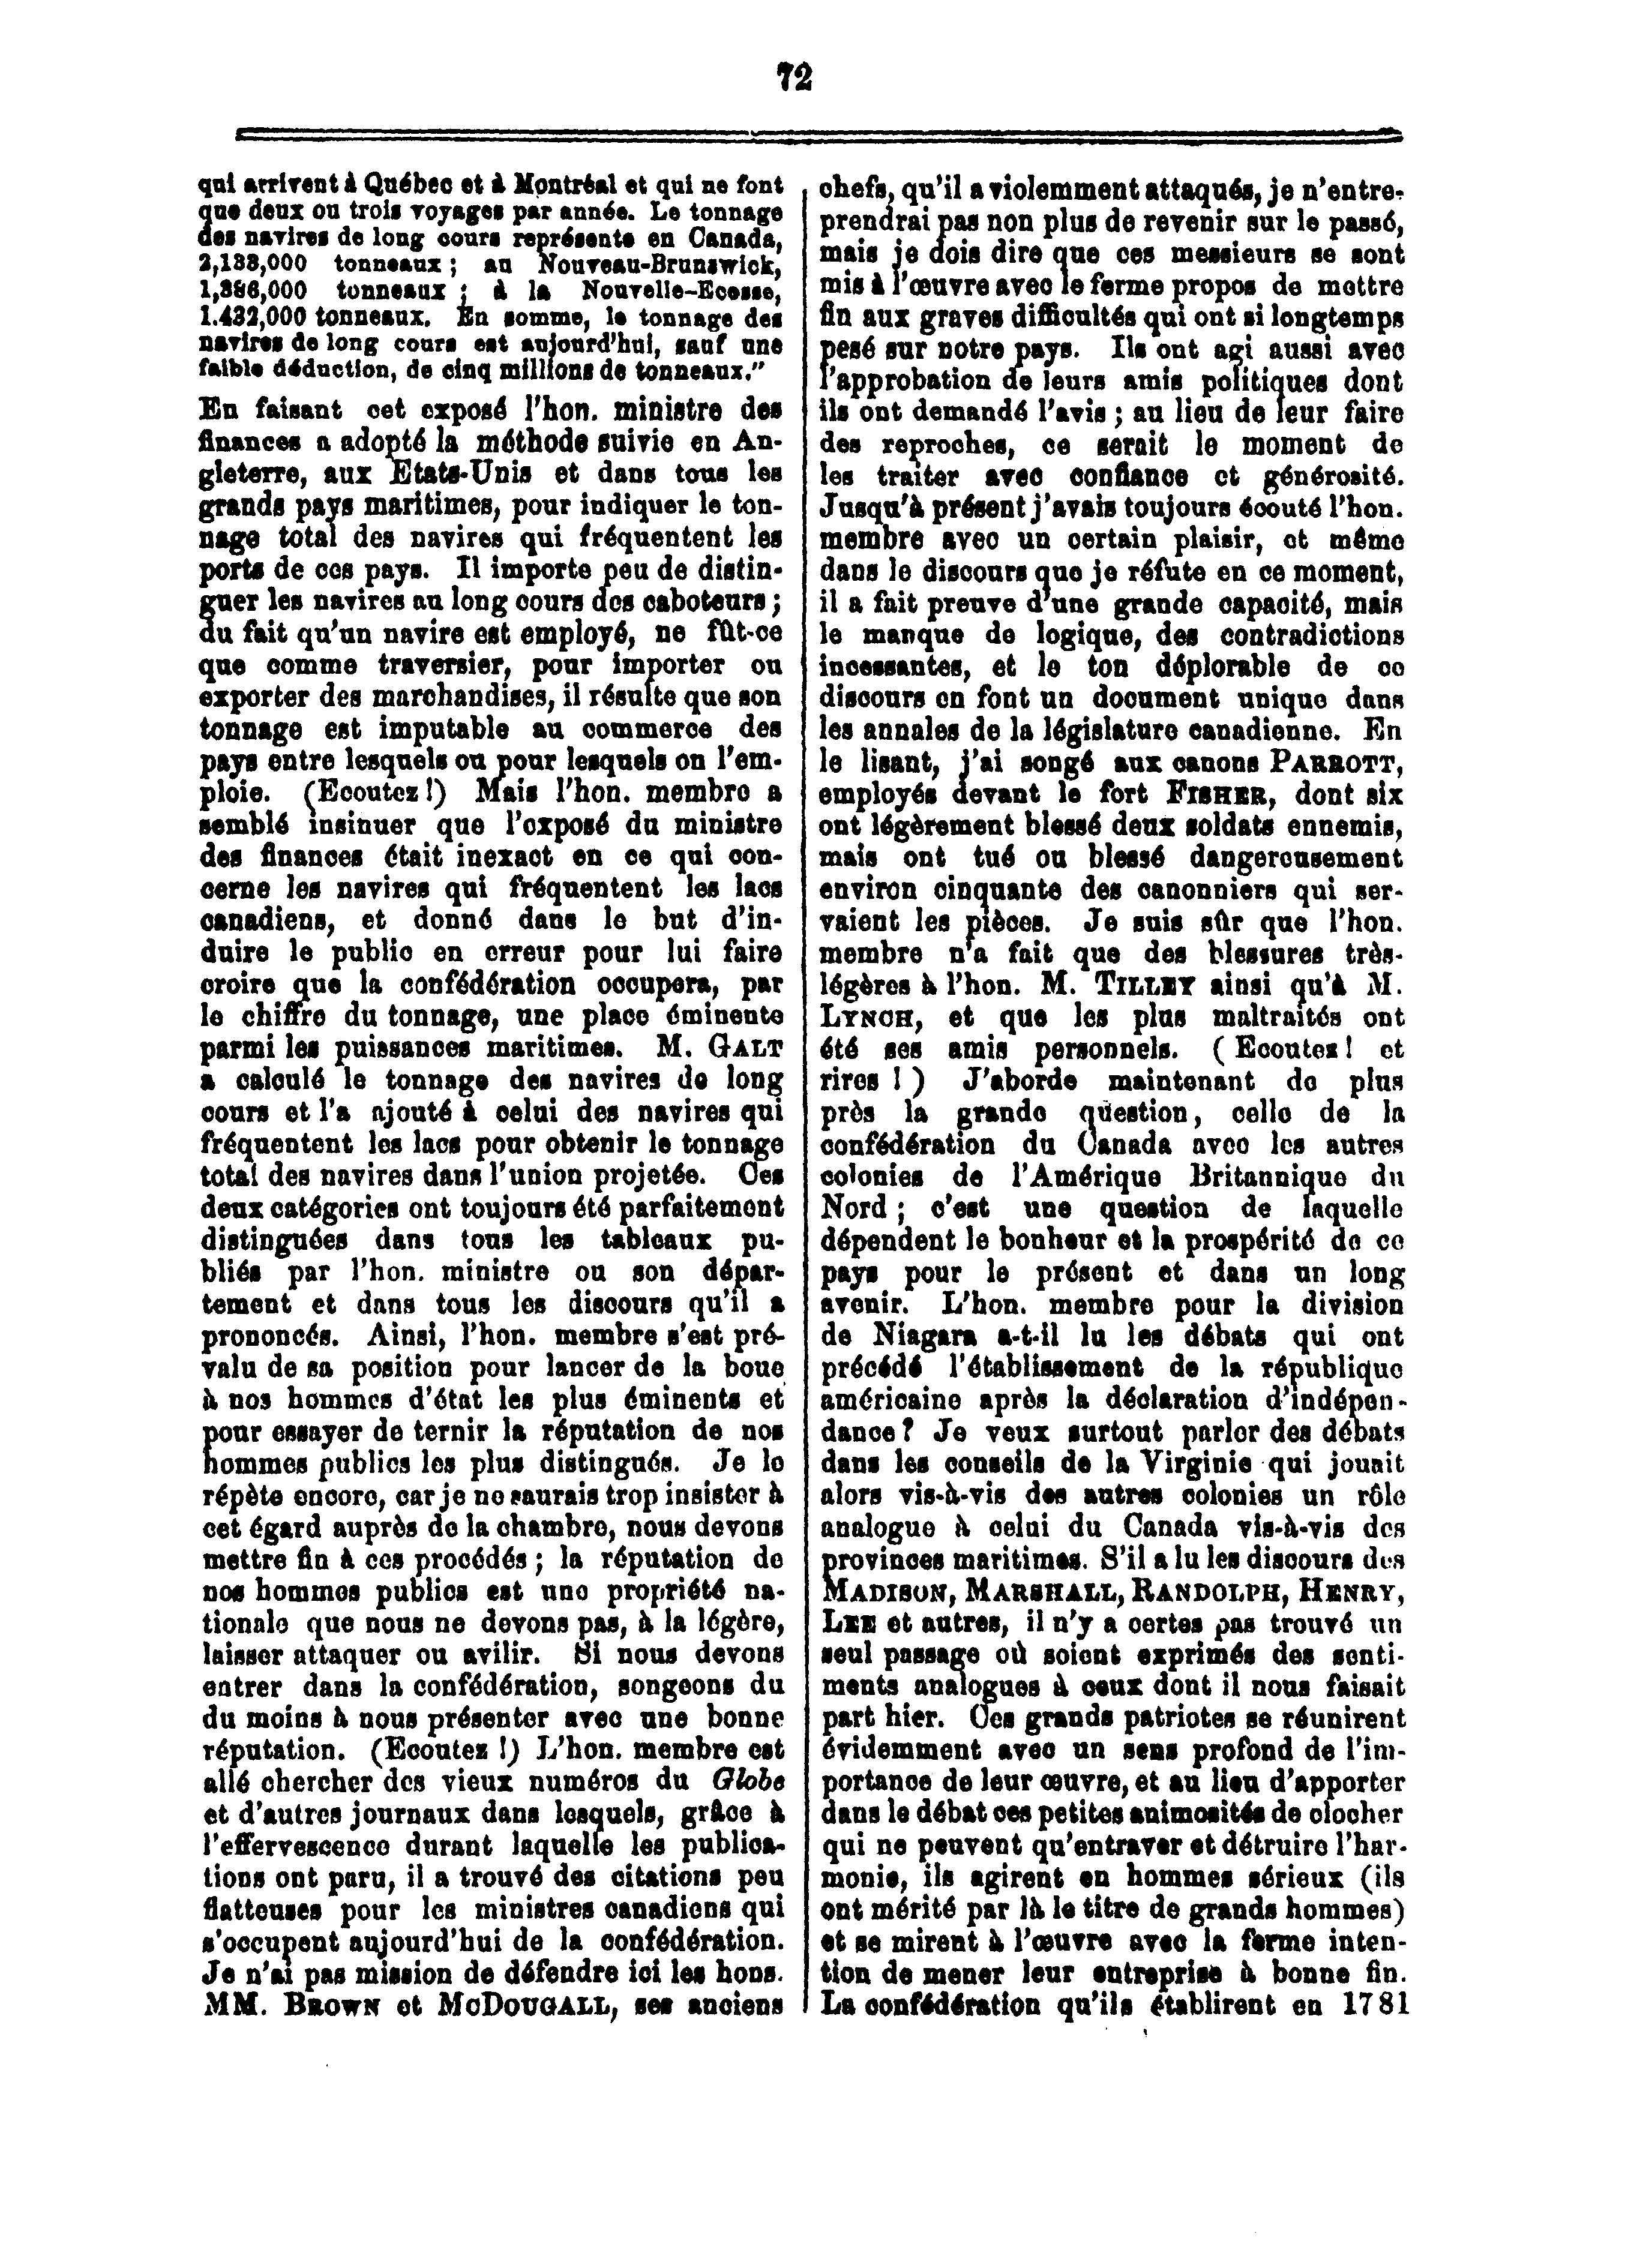 72
qui arrivent à Québec et à Montréal et qui ne font
que deux ou trois voyages par année. Le tonnage
des navires de long cours représente en Canada,
2,133,000 tonneaux ; au Nouveau-Brunswick,
1,386,000 tonneaux ; à la Nouvelle-Ecosse,
1.432,000 tonneaux. En somme, le tonnage des
navires de long cours est aujourd'hui, sauf une
faible déduction, de cinq millions de tonneaux."
En faisant cet exposé l'hon. ministre des
finances a adopté la méthode suivie en An-
gleterre, aux Etats-Unis et dans tous les
grands pays maritimes, pour indiquer le ton-
nage total des navires qui fréquentent les
ports de ces pays. Il importe peu de distin-
guer les navires au long cours des caboteurs ;
du fait qu'un navire est employé, ne fût-ce
que comme traversier, pour importer ou
exporter des marchandises, il résulte que son
tonnage est imputable au commerce des
pays entre lesquels ou pour lesquels on l'em-
ploie. (Ecoutez !) Mais l'hon. membre a
semblé insinuer que l'exposé du ministre
des finances était inexact en ce qui con-
cerne les navires qui fréquentent les lacs
canadiens, et donné dans le but d'in-
duire le public en erreur pour lui faire
croire que la confédération occupera, par
le chiffre du tonnage, une place éminente
parmi les puissances maritimes. M. GALT
a calculé le tonnage des navires de long
cours et l'a ajouté à celui des navires qui
fréquentent les lacs pour obtenir le tonnage
total des navires dans l'union projetée. Ces
deux catégories ont toujours été parfaitement
distinguées dans tous les tableaux pu-
bliés par l'hon. ministre ou son dépar-
tement et dans tous les discours qu'il a
prononcés. Ainsi, l'hon. membre s'est pré-
valu de sa position pour lancer de la boue
à nos hommes d'état les plus éminents et
pour essayer de ternir la réputation de nos
hommes publics les plus distingués. Je le
répète encore, car je ne saurais trop insister à
cet égard auprès de la chambre, nous devons
mettre fin à ces procédés ; la réputation de
nos hommes publics est une propriété na-
tionale que nous ne devons pas, à la légère,
laisser attaquer ou avilir. Si nous devons
entrer dans la confédération, songeons du
du moins à nous présenter avec une bonne
réputation. (Ecoutez !) L'hon. membre est
allé chercher des vieux numéros du Globe
et d'autres journaux dans lesquels, grâce à
l'effervescence durant laquelle les publica-
tions ont paru, il a trouvé des citations peu
flatteuses pour les ministres canadiens qui
s'occupent aujourd'hui de la confédération.
Je n'ai pas mission de défendre ici les hons.
MM. BROWN et MCDOUGALL, ses anciens
chefs, qu'il a violemment attaqués, je n'entre-
prendrai pas non plus de revenir sur le passé,
mais je dois dire que ces messieurs se sont
mis à l'œuvre avec le ferme propos de mettre
fin aux graves difficultés qui ont si longtemps
pesé sur notre pays. Ils ont agi aussi avec
l'approbation de leurs amis politiques dont
ils ont demandé l'avis ; au lieu de leur faire
des reproches, ce serait le moment de
les traiter avec confiance et générosité.
Jusqu'à présent j'avais toujours écouté l'hon.
membre avec un certain plaisir, et même
dans le discours que je réfute en ce moment,
il a fait preuve d'une grande capacité, mais
le manque de logique, des contradictions
incessantes, et le ton déplorable de ce
discours en font un document unique dans
les annales de la législature canadienne. En
le lisant, j'ai songé aux canons PARROTT,
employés devant le fort FISHER, dont six
ont légèrement blessé deux soldats ennemis,
mais ont tué ou blessé dangereusement
environ cinquante des canonniers qui ser-
vaient les pièces. Je suis sûr que l'hon.
membre n'a fait que des blessures très-
légères à l'hon. M. TILLEY ainsi qu'à M.
LYNCH, et que les plus maltraités ont
été ses amis personnels. ( Ecoutez ! et
rires ! ) J'aborde maintenant de plus
près la grande question, celle de la
confédération du Canada avec les autres
colonies de l'Amérique Britannique du
Nord ; c'est une question de laquelle
dépendent le bonheur et la prospérité de ce
pays pour le présent et dans un long
avenir. L'hon. membre pour la division
de Niagara a-t-il lu les débats qui ont
précédé l'établissement de la république
américaine après la déclaration d'indépen-
dance ? Je veux surtout parler des débats
dans les conseils de la Virginie qui jouait
alors vis-à-vis des autres colonies un rôle
analogue à celui du Canada vis-à-vis des
provinces maritimes. S'il a lu les discours des
MADISON, MARSHALL, RANDOLPH, HENRY,
LEE et autres, il n'y a certes pas trouvé un
seul passage où soient exprimés des senti-
ments analogues à ceux dont il nous faisait
part hier. Ces grands patriotes se réunirent
évidemment avec un sens profond de l'im-
portance de leur œuvre, et au lieu d'apporter
dans le débat ces petites animosités de clocher
qui ne peuvent qu'entraver et détruire l'har-
monie, ils agirent en hommes sérieux (ils
ont mérité par là le titre de grands hommes)
et se mirent à l'œuvre avec la ferme inten-
tion de mener leur entreprise à bonne fin.
La confédération qu'ils établirent en 1781